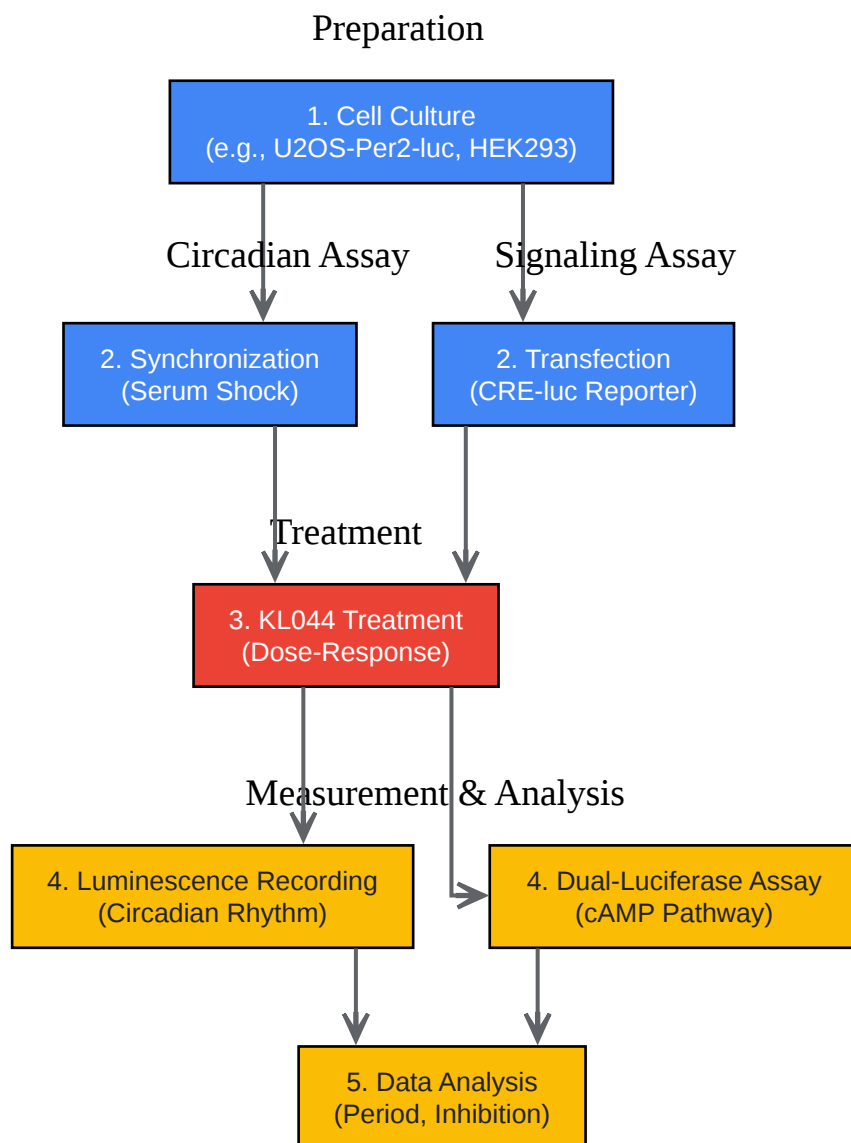 Preparation
1. Cell Culture
(e.g., U2OS-Per2-luc, HEK293)
Circadian Assay
Signaling Assay
2. Synchronization
(Serum Shock)
2. Transfection
(CRE-luc Reporter)
Treatment
3. KL044 Treatment
(Dose-Response)
Measurement & Analysis
4. Luminescence Recording
(Circadian Rhythm)
4. Dual-Luciferase Assay
(cAMP Pathway)
5. Data Analysis
(Period, Inhibition)